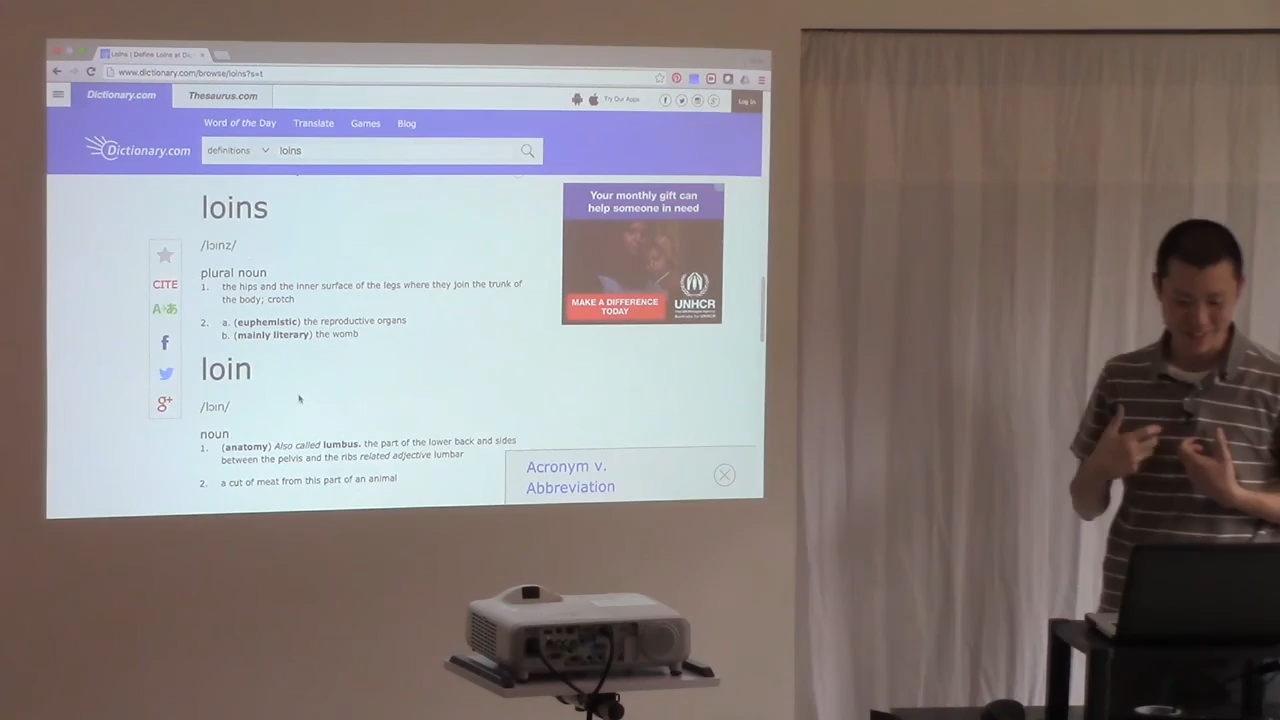 Loins | Define Loins at Di
www.dictionary.com/browse/loins?s=t
Dictionary.com
Thesaurus.com
Try Our Apps
Log In
Word of the Day Translate Games Blog
Dictionary.com
definitions loins
loins
/lɔɪnz/
plural noun
1. the hips and the inner surface of the legs where they join the trunk of
the body; crotch
2. a. (euphemistic) the reproductive organs
b. (mainly literary) the womb
CITE
f
g+
loin
/lɔɪn/
noun
1. (anatomy) Also called lumbus. the part of the lower back and sides
between the pelvis and the ribs related adjective lumbar
2. a cut of meat from this part of an animal
Your monthly gift can
help someone in need
MAKE A DIFFERENCE
TODAY
UNHCR
Acronym v.
Abbreviation